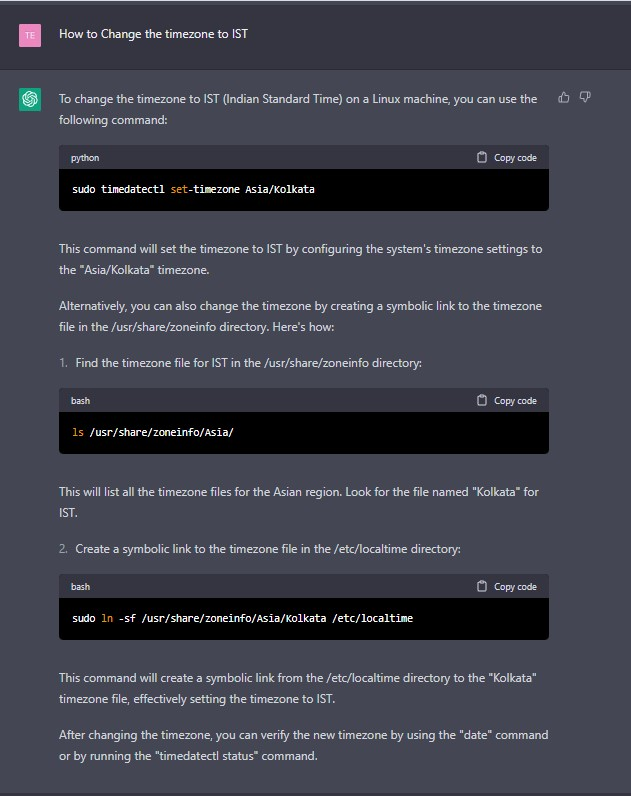 TE
How to Change the timezone to IST
To change the timezone to IST (Indian Standard Time) on a Linux machine, you can use the
following command:
python
Copy code
sudo timedatectl set-timezone Asia/Kolkata
This command will set the timezone to IST by configuring the system's timezone settings to
the "Asia/Kolkata" timezone.
Alternatively, you can also change the timezone by creating a symbolic link to the timezone
file in the /usr/share/zoneinfo directory. Here's how:
1. Find the timezone file for IST in the /usr/share/zoneinfo directory:
bash
Copy code
ls /usr/share/zoneinfo/Asia/
This will list all the timezone files for the Asian region. Look for the file named "Kolkata" for
IST.
2. Create a symbolic link to the timezone file in the /etc/localtime directory:
bash
Copy code
sudo ln -sf /usr/share/zoneinfo/Asia/Kolkata /etc/localtime
This command will create a symbolic link from the /etc/localtime directory to the "Kolkata"
timezone file, effectively setting the timezone to IST.
After changing the timezone, you can verify the new timezone by using the "date" command
or by running the "timedatectl status" command.